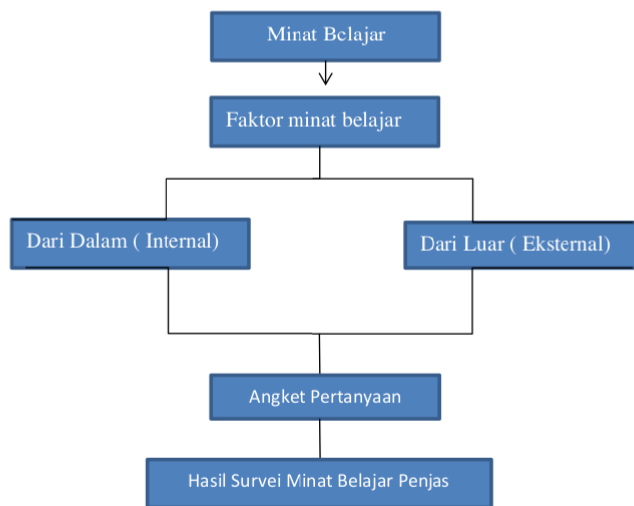 Minat Belajar
Faktor minat belajar
Dari Dalam ( Internal)
Dari Luar ( Eksternal)
Angket Pertanyaan
Hasil Survei Minat Belajar Penjas